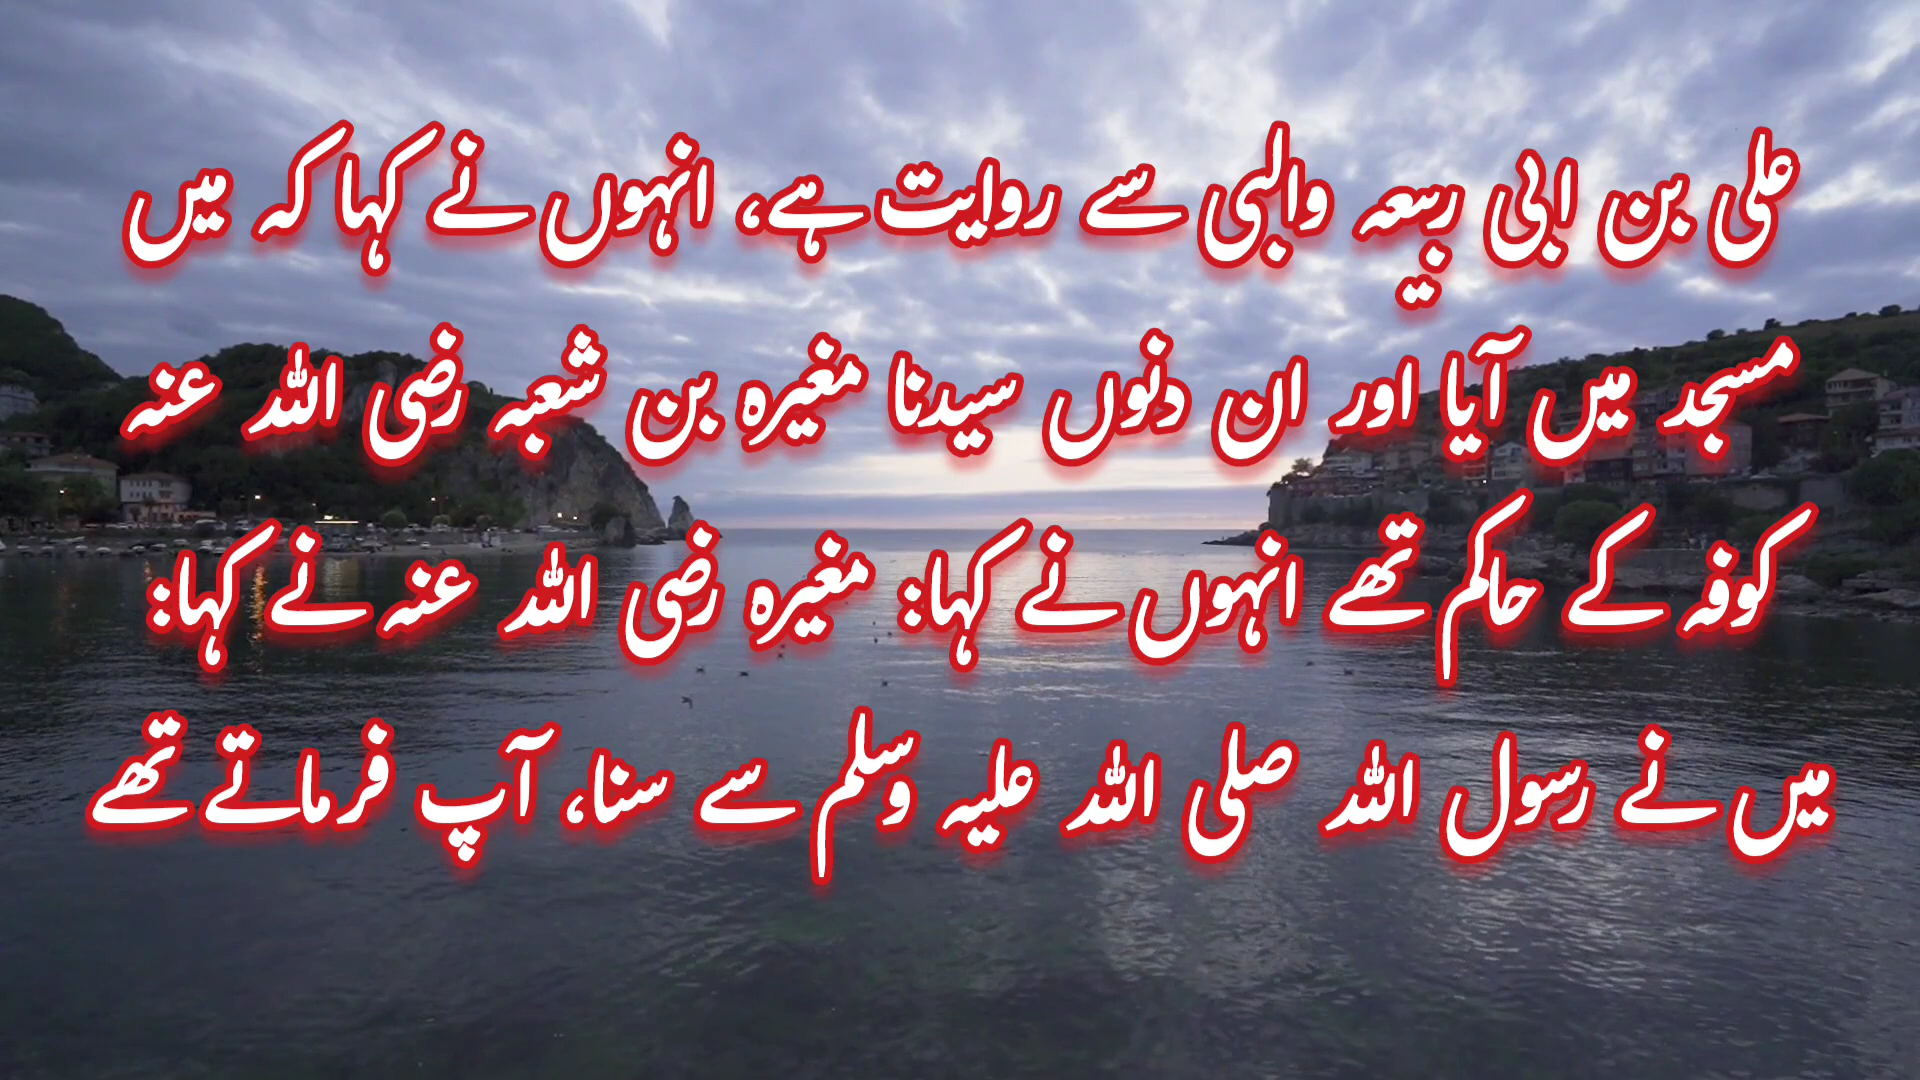 علی بن ابی ربیعہ والبی سے روایت ہے، انہوں نے کہا کہ میں
مسجد میں آیا اور ان دنوں سیدنا مغیرہ بن شعبہ رضی اللہ عنہ
کوفہ کے حاکم تھے انہوں نے کہا: مغیرہ رضی اللہ عنہ نے کہا:
میں نے رسول اللہ صلی اللہ علیہ وسلم سے سنا، آپ فرماتے تھے